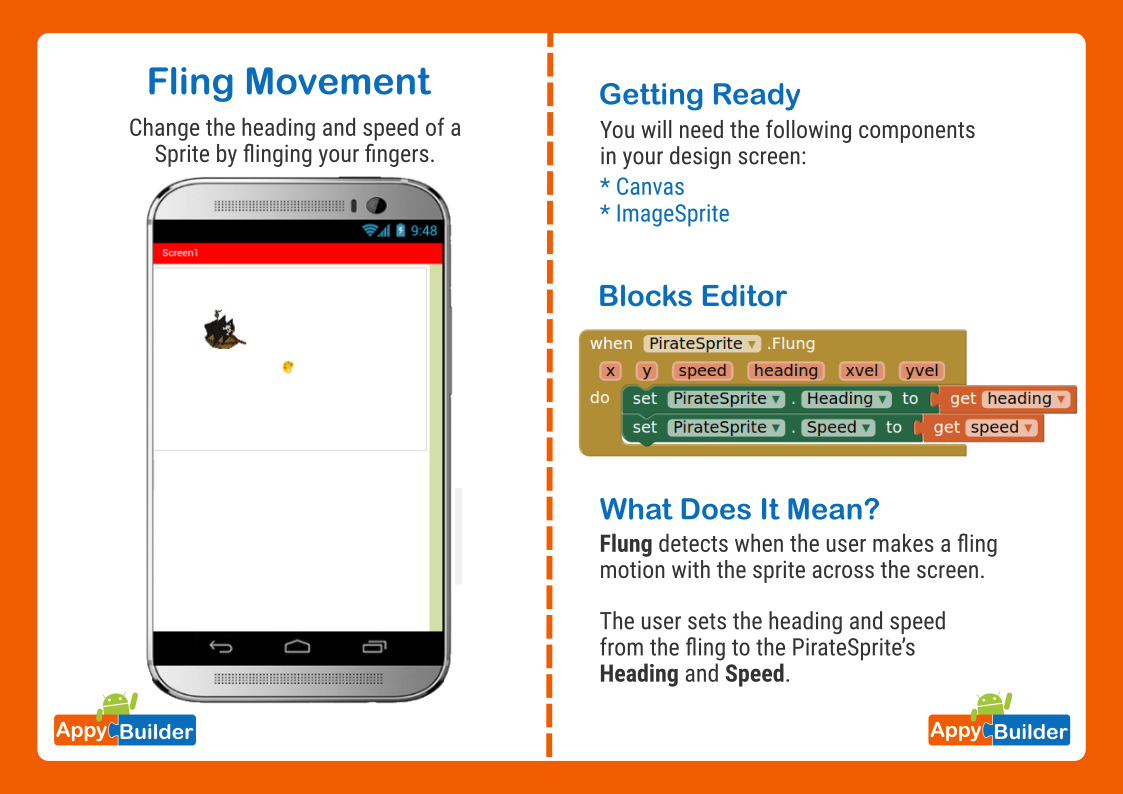 Fling Movement
Change the heading and speed of a
Sprite by flinging your fingers.
9:48
Screen1
Appy Builder
Getting Ready
You will need the following components
in your design screen:
* Canvas
* ImageSprite
Blocks Editor
when PirateSprite .Flung
x y speed heading xvel yvel
do set PirateSprite . Heading to get heading
set PirateSprite . Speed to get speed
What Does It Mean?
Flung detects when the user makes a fling
motion with the sprite across the screen.
The user sets the heading and speed
from the fling to the PirateSprite’s
Heading and Speed.
Appy Builder